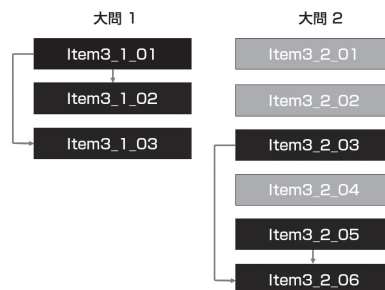 大問 1
Item3_1_01
Item3_1_02
Item3_1_03
大問 2
Item3_2_01
Item3_2_02
Item3_2_03
Item3_2_04
Item3_2_05
Item3_2_06